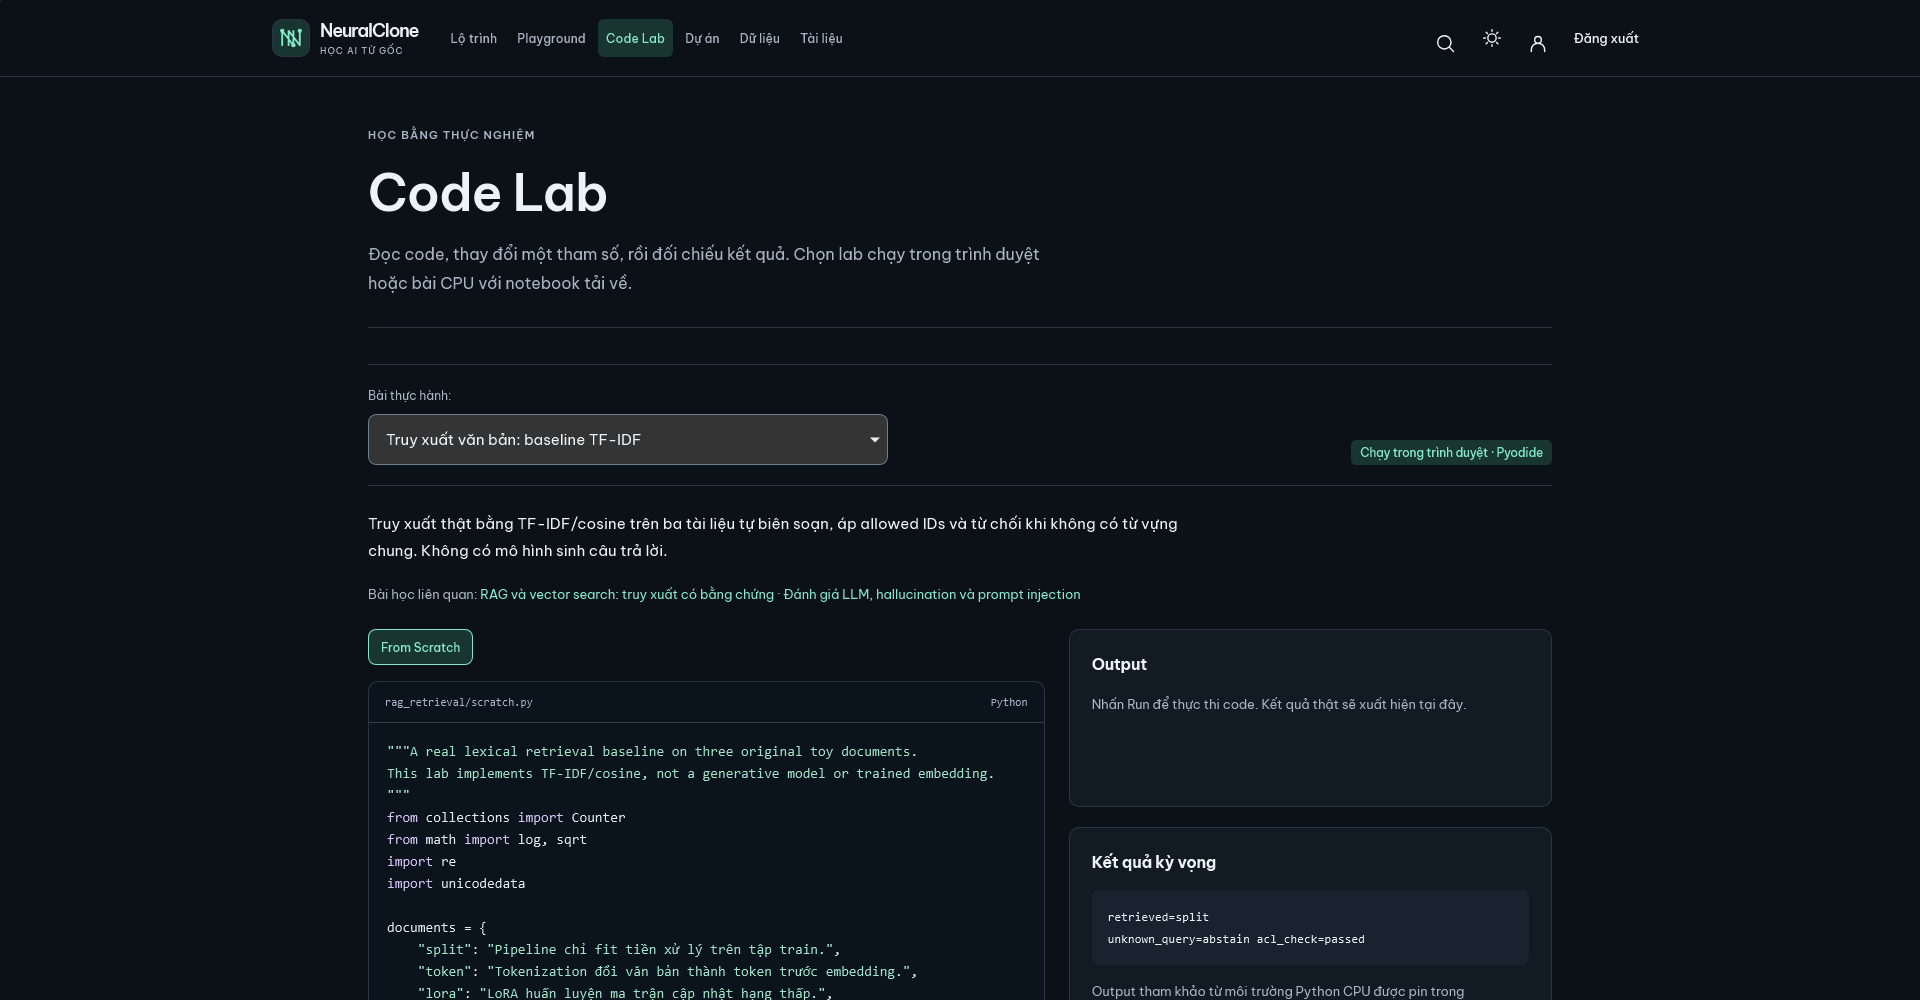 NeuralClone
HỌC AI TỪ GỐC
Lộ trình
Playground
Code Lab
Dự án
Dữ liệu
Tài liệu
Đăng xuất
HỌC BẰNG THỰC NGHIỆM
Code Lab
Đọc code, thay đổi một tham số, rồi đối chiếu kết quả. Chọn lab chạy trong trình duyệt
hoặc bài CPU với notebook tải về.
Bài thực hành:
Truy xuất văn bản: baseline TF-IDF
Chạy trong trình duyệt · Pyodide
Truy xuất thật bằng TF-IDF/cosine trên ba tài liệu tự biên soạn, áp allowed IDs và từ chối khi không có từ vựng
chung. Không có mô hình sinh câu trả lời.
Bài học liên quan: RAG và vector search: truy xuất có bằng chứng · Đánh giá LLM, hallucination và prompt injection
From Scratch
rag_retrieval/scratch.py
Python
"""A real lexical retrieval baseline on three original toy documents.
This lab implements TF-IDF/cosine, not a generative model or trained embedding.
"""
from collections import Counter
from math import log, sqrt
import re
import unicodedata
documents = {
"split": "Pipeline chỉ fit tiền xử lý trên tập train.",
"token": "Tokenization đổi văn bản thành token trước embedding.",
"lora": "LoRA huấn luyện ma trận cập nhật hạng thấp.",
Output
Nhấn Run để thực thi code. Kết quả thật sẽ xuất hiện tại đây.
Kết quả kỳ vọng
retrieved=split
unknown_query=abstain acl_check=passed
Output tham khảo từ môi trường Python CPU được pin trong